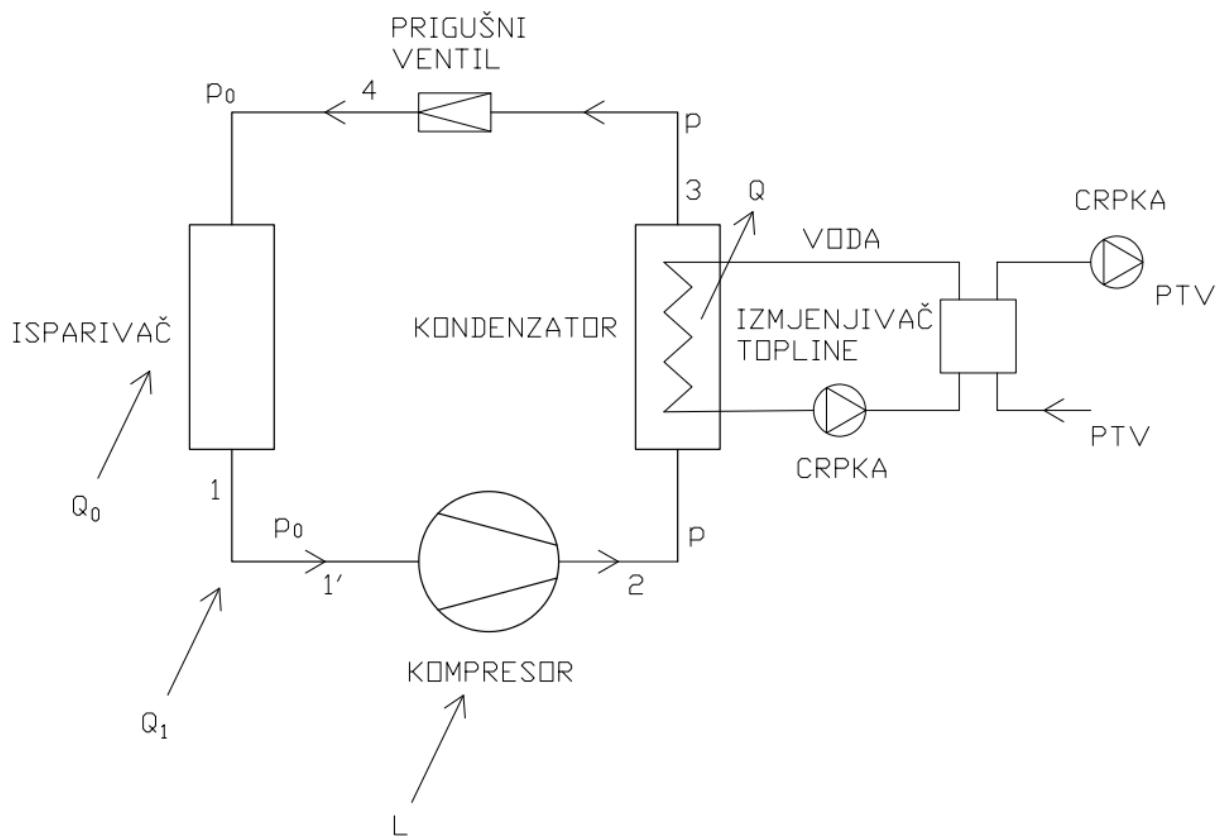 PRIGUŠNI
VENTIL
4
p₀
p
3
Q
CRPKA
VODA
PTV
ISPARIVAČ
KONDENZATOR
IZMJENJIVAČ
TOPLINE
PTV
CRPKA
1
Q₀
p₀
p
1'
2
KOMPRESOR
Q₁
L